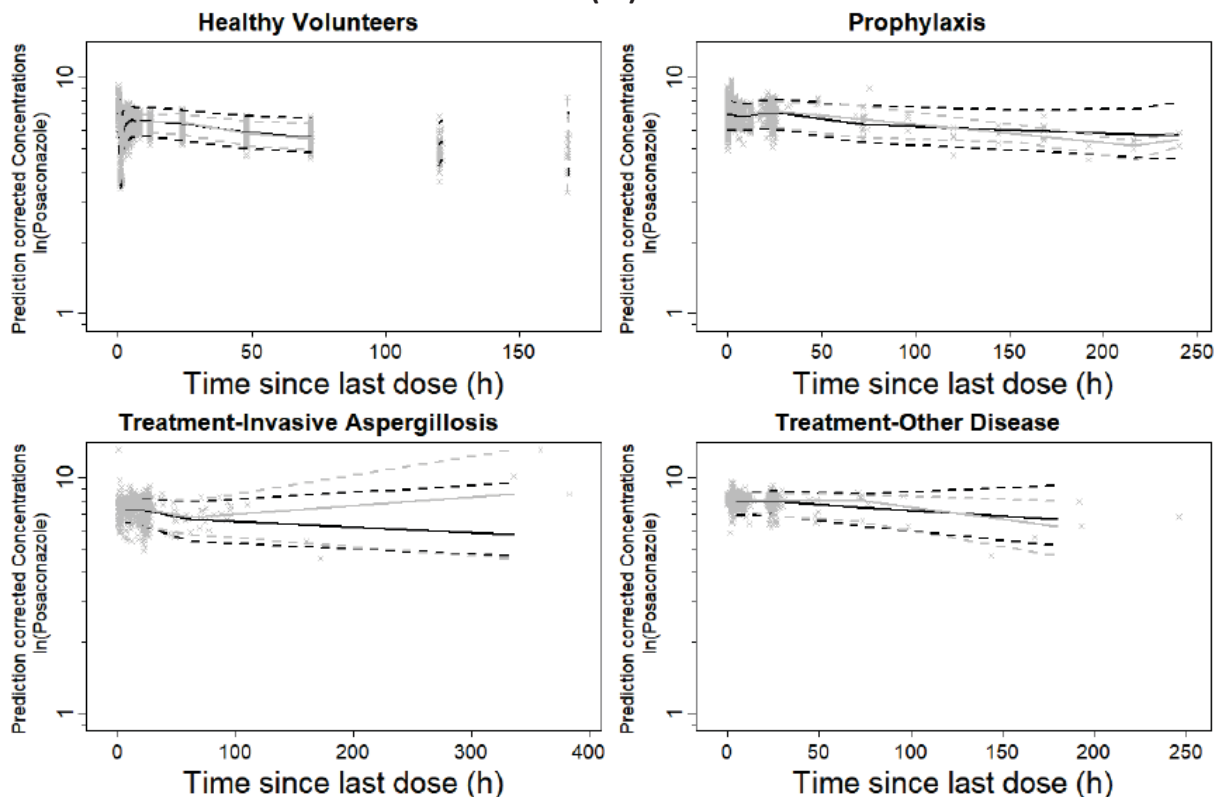 Healthy Volunteers
Prediction corrected Concentrations
ln(Posaconazole)
10
1
0 50 100 150
Time since last dose (h)
Prophylaxis
Prediction corrected Concentrations
ln(Posaconazole)
10
1
0 50 100 150 200 250
Time since last dose (h)
Treatment-Invasive Aspergillosis
Prediction corrected Concentrations
ln(Posaconazole)
10
1
0 100 200 300 400
Time since last dose (h)
Treatment-Other Disease
Prediction corrected Concentrations
ln(Posaconazole)
10
1
0 50 100 150 200 250
Time since last dose (h)